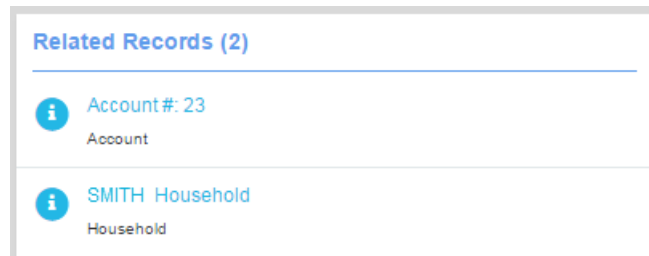 Related Records (2)
Account #: 23
Account
SMITH Household
Household